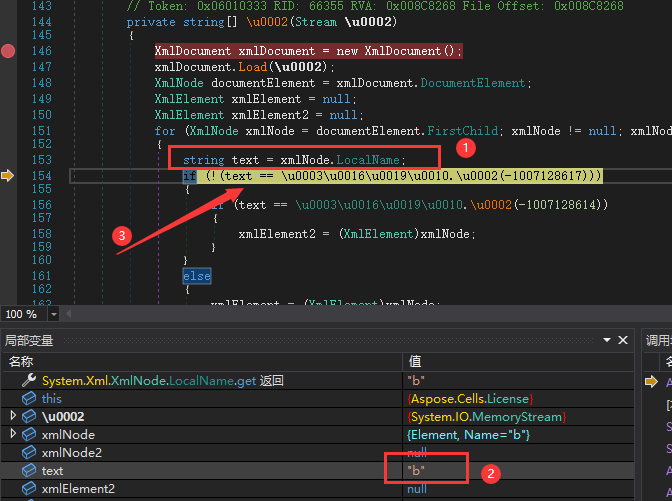 143 // Token: 0x06010333 RID: 66355 RVA: 0x008C8268 File Offset: 0x008C8268
144 private string[] \u0002(Stream \u0002)
145 {
146 XmlDocument xmlDocument = new XmlDocument();
147 xmlDocument.Load(\u0002);
148 XmlNode documentElement = xmlDocument.DocumentElement;
149 XmlElement xmlElement = null;
150 XmlElement xmlElement2 = null;
151 for (XmlNode xmlNode = documentElement.FirstChild; xmlNode != null; xmlNod
152 {
153 string text = xmlNode.LocalName;
1
154 if (!(text == \u0003\u0016\u0019\u0010.\u0002(-1007128617)))
155 {
156 (text == \u0003\u0016\u0019\u0010.\u0002(-1007128614))
157 {
3
158 xmlElement2 = (XmlElement)xmlNode;
159 }
160 }
161 else
162 {
163 xmlElement = (XmlElement)xmlNode;
100 %
局部变量
调用
名称 值
名
System.Xml.XmlNode.LocalName.get 返回 "b"
this {Aspose.Cells.License}
\u0002 {System.IO.MemoryStream}
xmlNode {Element, Name="b"}
xmlNode2 null
text "b"
2
xmlElement2 null